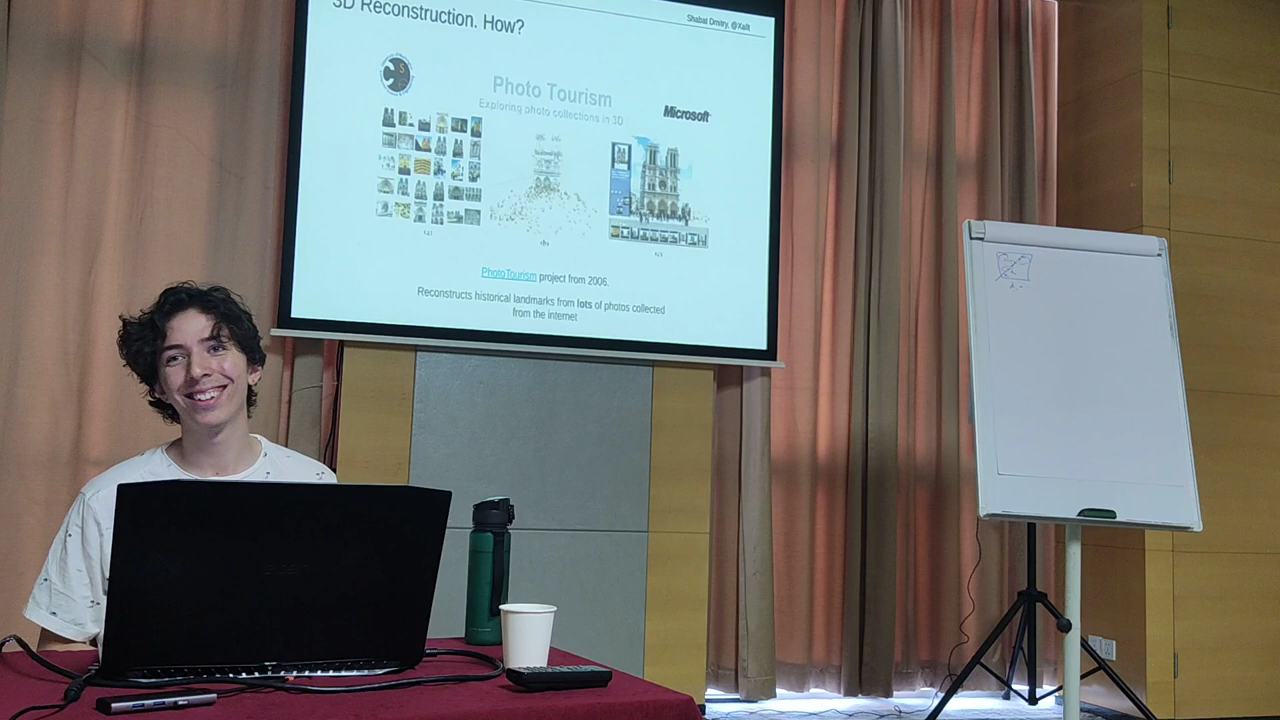 3D Reconstruction. How?
Shabat Dmitry, @Xallt
Photo Tourism
Exploring photo collections in 3D
Microsoft
PhotoTourism project from 2006.
Reconstructs historical landmarks from lots of photos collected
from the internet